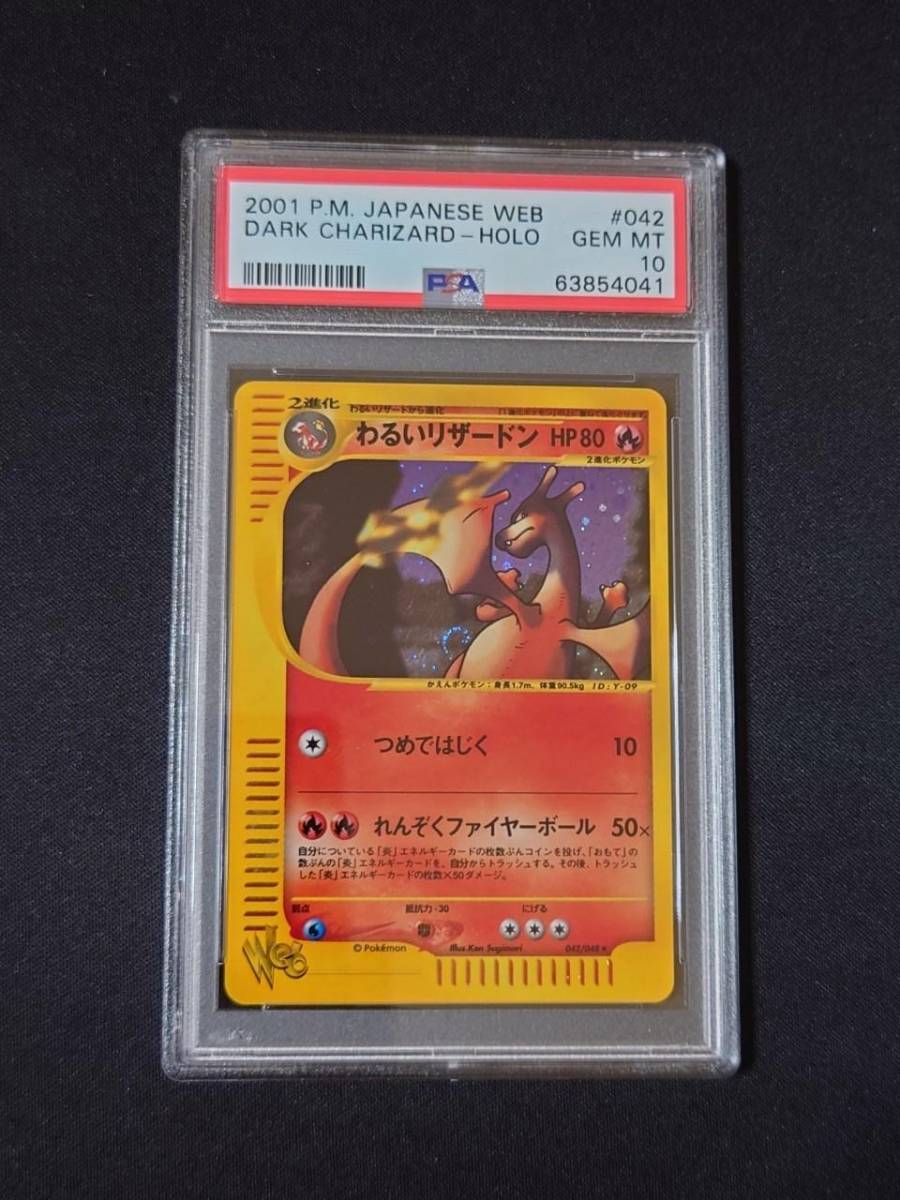 2001 P.M. JAPANESE WEB #042
DARK CHARIZARD - HOLO GEM MT
10
PSA 63854041
2進化 わるいリザードから進化
わるいリザードン HP80
2進化ポケモン
かえんポケモン：身長1.7m、体重90.5kg ID:Y-09
つめではじく 10
れんぞくファイヤーボール 50×
自分についている「炎」エネルギーカードの枚数ぶんコインを投げ、「おもて」の
数ぶんの「炎」エネルギーカードを、自分からトラッシュする。その後、トラッシュ
した「炎」エネルギーカードの枚数×50ダメージ。
弱点 抵抗力-30 にげる
© Pokémon Illus.Ken Sugimori 042/048 ★
Web